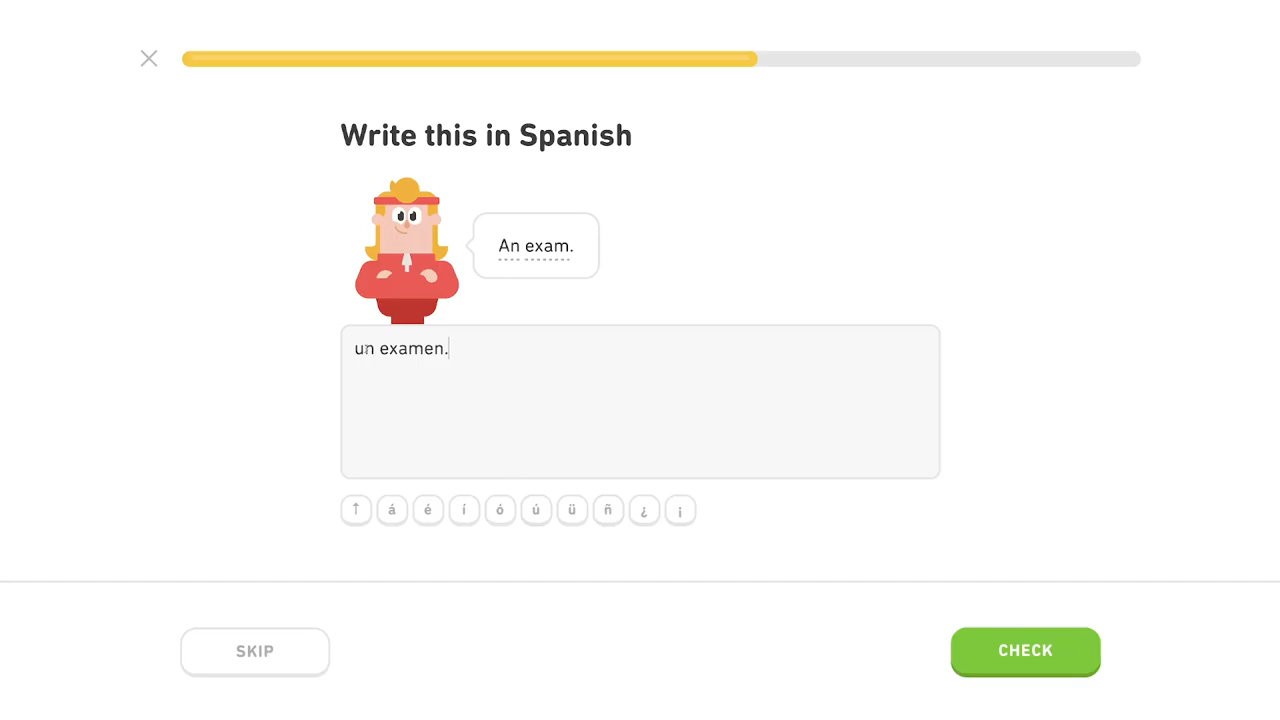 Write this in Spanish
An exam.
un examen.
↑ á é í ó ú ü ñ ¿ ¡
SKIP
CHECK